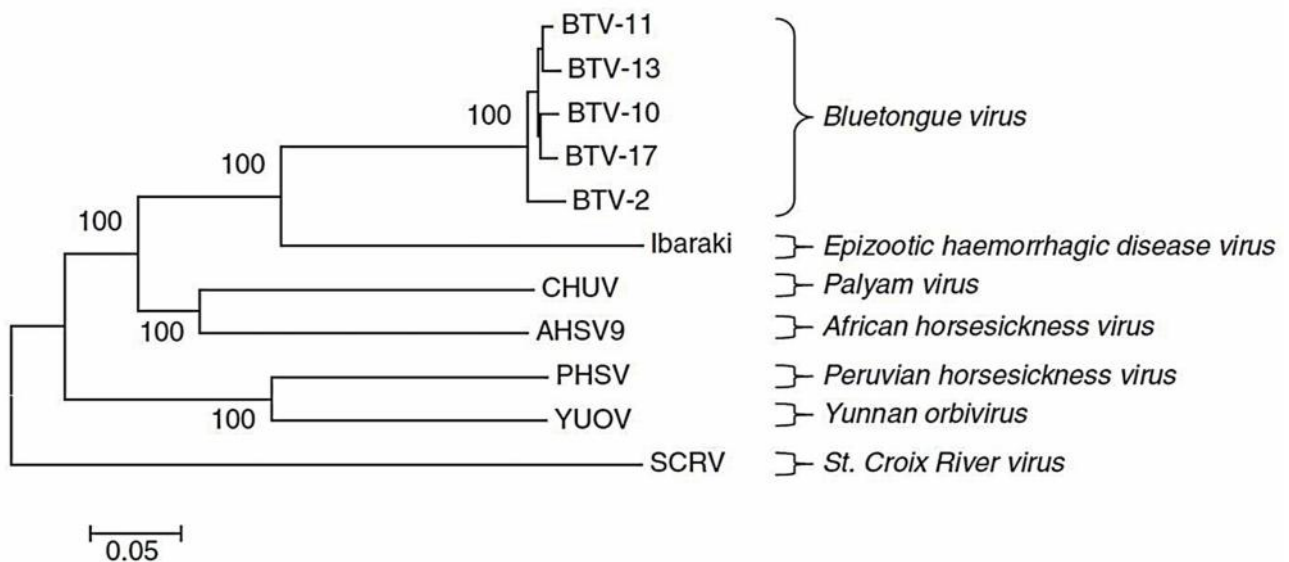 BTV-11
BTV-13
100
BTV-10
Bluetongue virus
BTV-17
100
BTV-2
100
Ibaraki
Epizootic haemorrhagic disease virus
CHUV
Palyam virus
100
AHSV9
African horsesickness virus
PHSV
Peruvian horsesickness virus
100
YUOV
Yunnan orbivirus
SCRV
St. Croix River virus
0.05